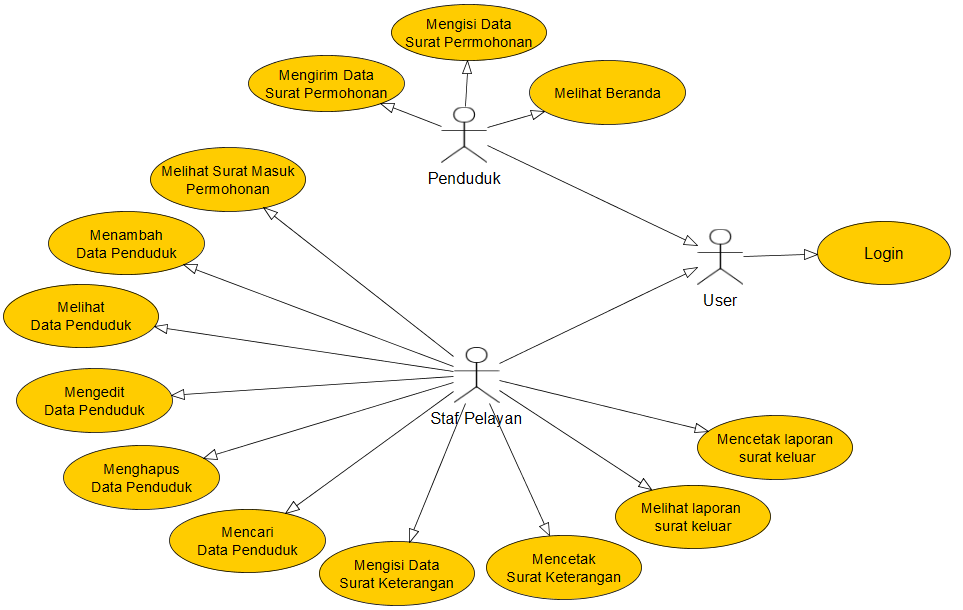 Mengisi Data
Surat Perrmohonan
Mengirim Data
Surat Permohonan
Melihat Beranda
Penduduk
Melihat Surat Masuk
Permohonan
Menambah
Data Penduduk
User
Login
Melihat
Data Penduduk
Staf Pelayan
Mengedit
Data Penduduk
Mencetak laporan
surat keluar
Menghapus
Data Penduduk
Melihat laporan
surat keluar
Mencari
Data Penduduk
Mengisi Data
Surat Keterangan
Mencetak
Surat Keterangan